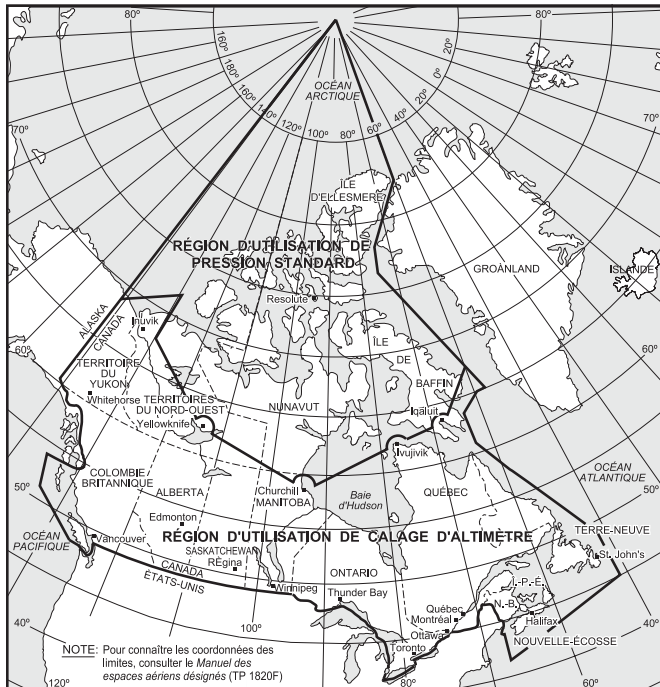 80°
160°
160°
140°
140°
120°
120°
100°
80°
60°
40°
20°
0°
80°
OCÉAN
ARCTIQUE
70°
70°
ÎLE
D'ELLESMERE
RÉGION D'UTILISATION DE
PRESSION STANDARD
GROÀNLAND
ISLANDE
Resolute
ALASKA
CANADA
Inuvik
60°
60°
ÎLE
DE
BAFFIN
TERRITOIRE
DU
YUKON
Whitehorse
TERRITOIRES
DU NORD-OUEST
NUNAVUT
Yellowknife
Iqaluit
Ivujivik
OCÉAN
ATLANTIQUE
COLOMBIE
BRITANNIQUE
ALBERTA
Churchill
MANITOBA
Baie
d'Hudson
QUÉBEC
50°
50°
Edmonton
RÉGION D'UTILISATION DE CALAGE D'ALTIMÈTRE
TERRE-NEUVE
St. John's
OCÉAN
PACIFIQUE
Vancouver
SASKATCHEWAN
REgina
CANADA
ÉTATS-UNIS
Winnipeg
ONTARIO
Thunder Bay
Î.-P.-É.
N.-B.
Québec
Montréal
Ottawa
Toronto
Halifax
NOUVELLE-ÉCOSSE
40°
40°
100°
NOTE: Pour connaître les coordonnées des
limites, consulter le Manuel des
espaces aériens désignés (TP 1820F)
120°
80°
60°